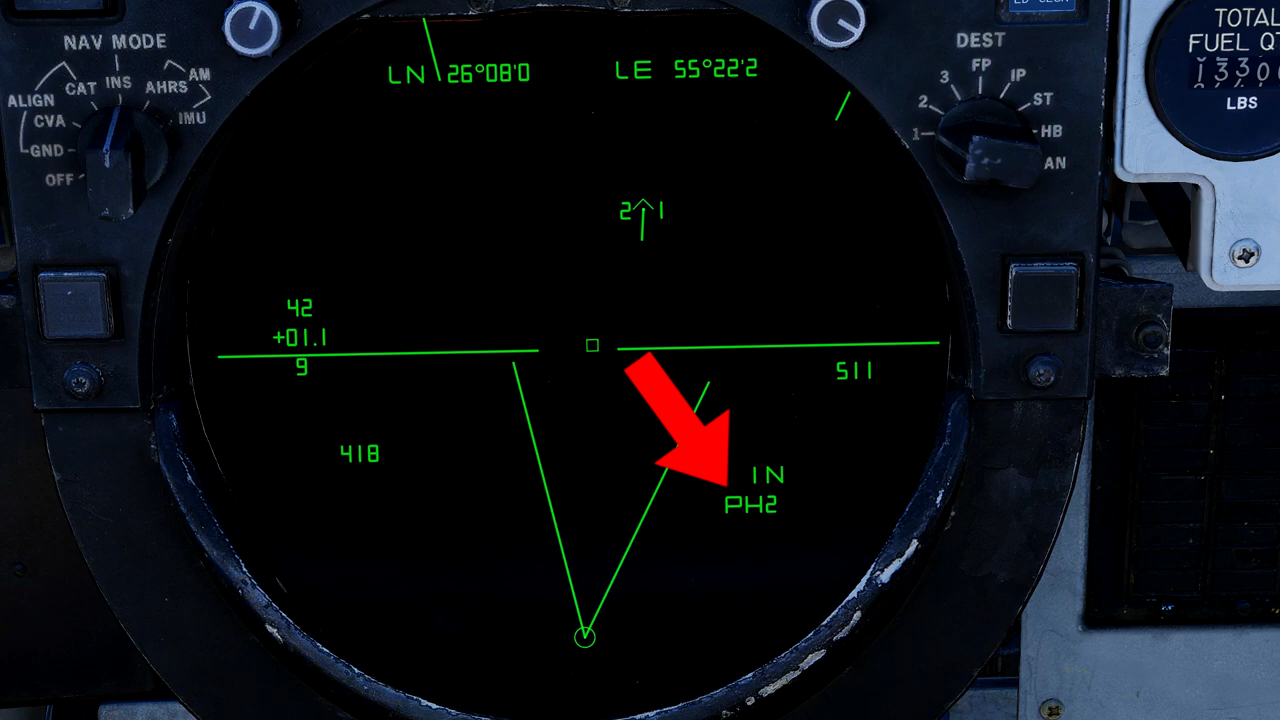 NAV MODE
ALIGN
CAT
INS
AHRS
AM
CVA
IMU
GND
OFF
DEST
FP
3
IP
2
ST
1
HB
AN
TOTAL
FUEL QT
LBS
LN 26°08'0
LE 55°22'2
2 1
42
+01.1
9
511
418
IN
PH2